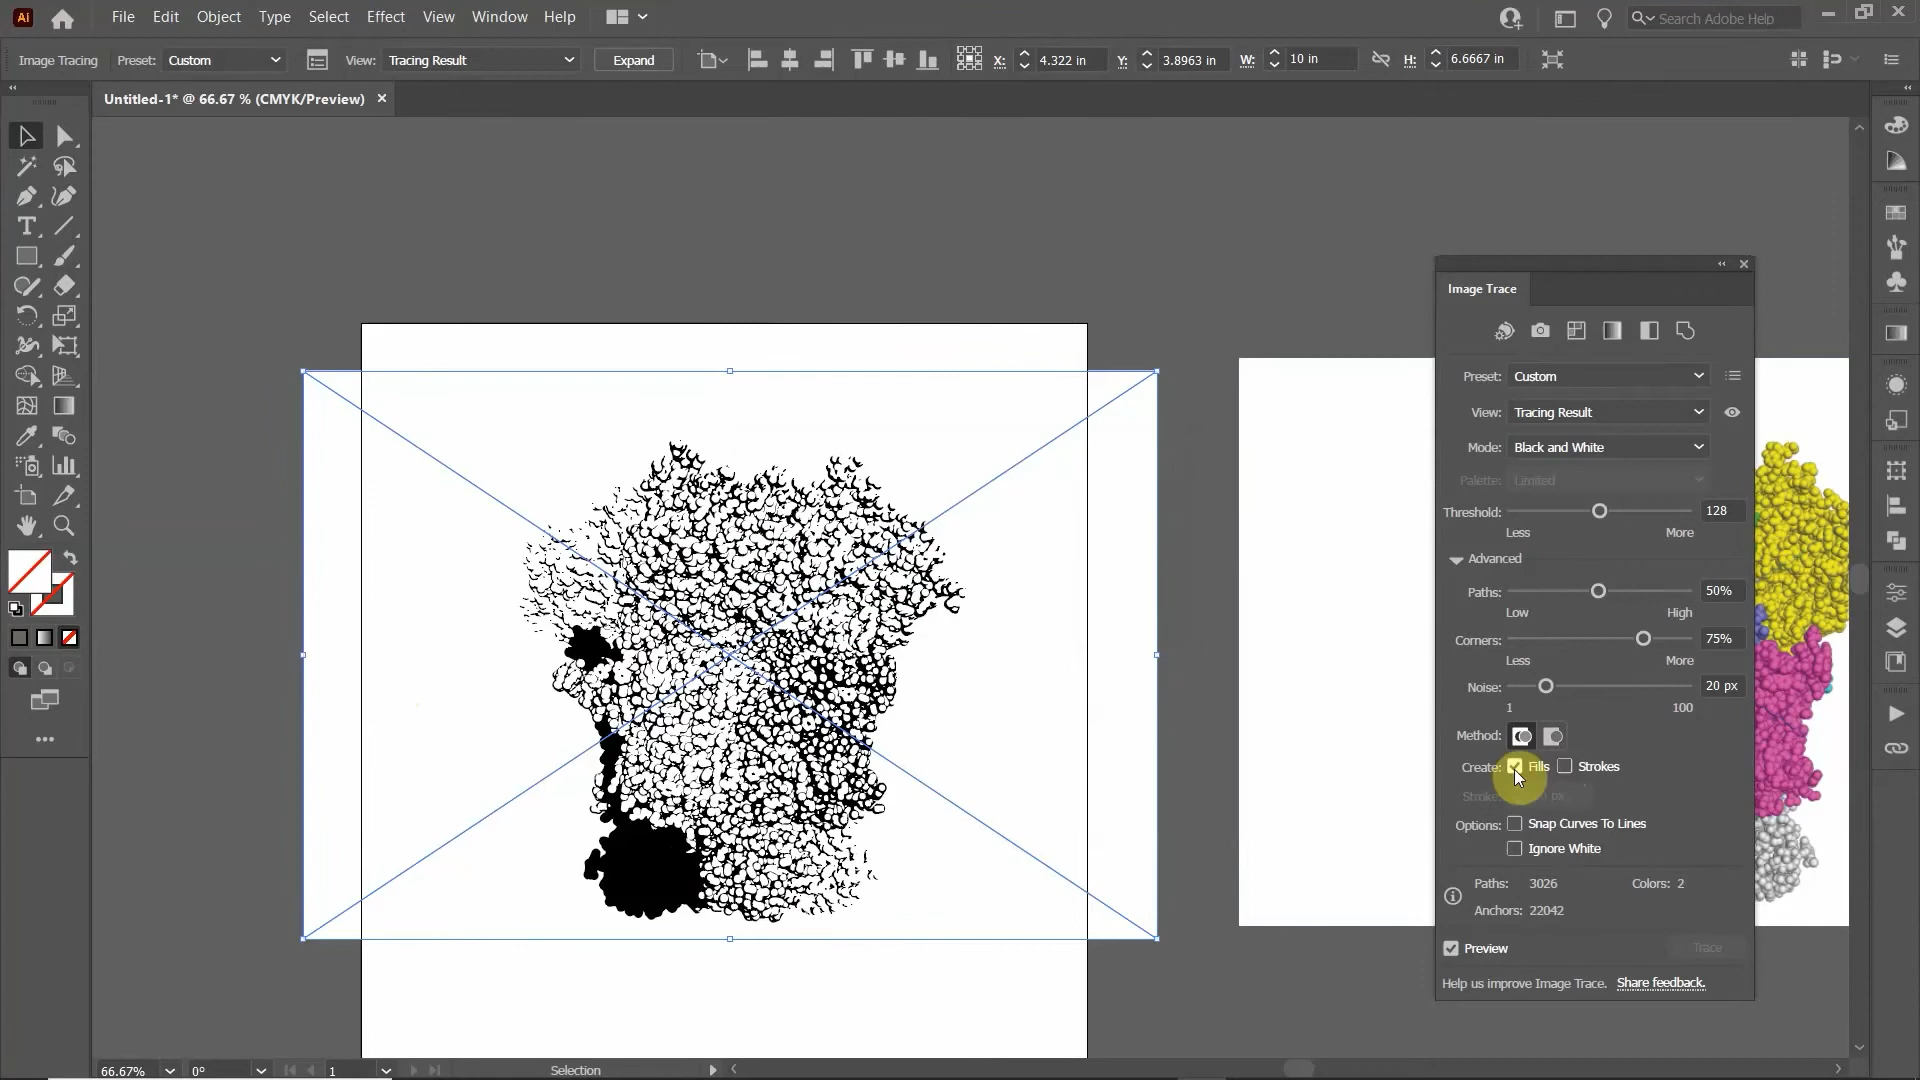 Ai File Edit Object Type Select Effect View Window Help Search Adobe Help
Image Tracing Preset: Custom View: Tracing Result Expand X: 4.322 in Y: 3.8963 in W: 10 in H: 6.6667 in
Untitled-1* @ 66.67 % (CMYK/Preview)
Image Trace
Preset: Custom
View: Tracing Result
Mode: Black and White
Palette: Limited
Threshold: 128
Less More
Advanced
Paths: 50%
Low High
Corners: 75%
Less More
Noise: 20 px
1 100
Method:
Create: Fills Strokes
Stroke: px
Options: Snap Curves To Lines
Ignore White
Paths: 3026 Colors: 2
Anchors: 22042
Preview Trace
Help us improve Image Trace. Share feedback.
66.67% 0° 1 Selection